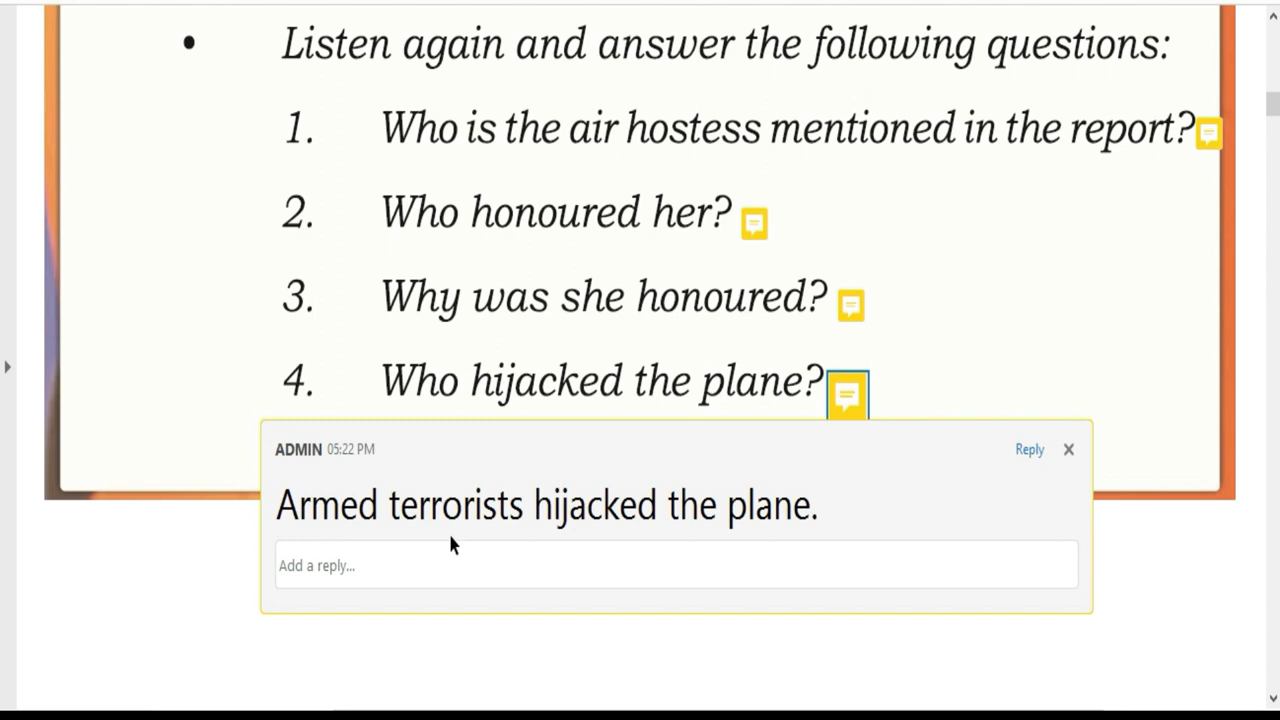 • Listen again and answer the following questions:
1. Who is the air hostess mentioned in the report?
2. Who honoured her?
3. Why was she honoured?
4. Who hijacked the plane?
ADMIN 05:22 PM Reply
Armed terrorists hijacked the plane.
Add a reply...